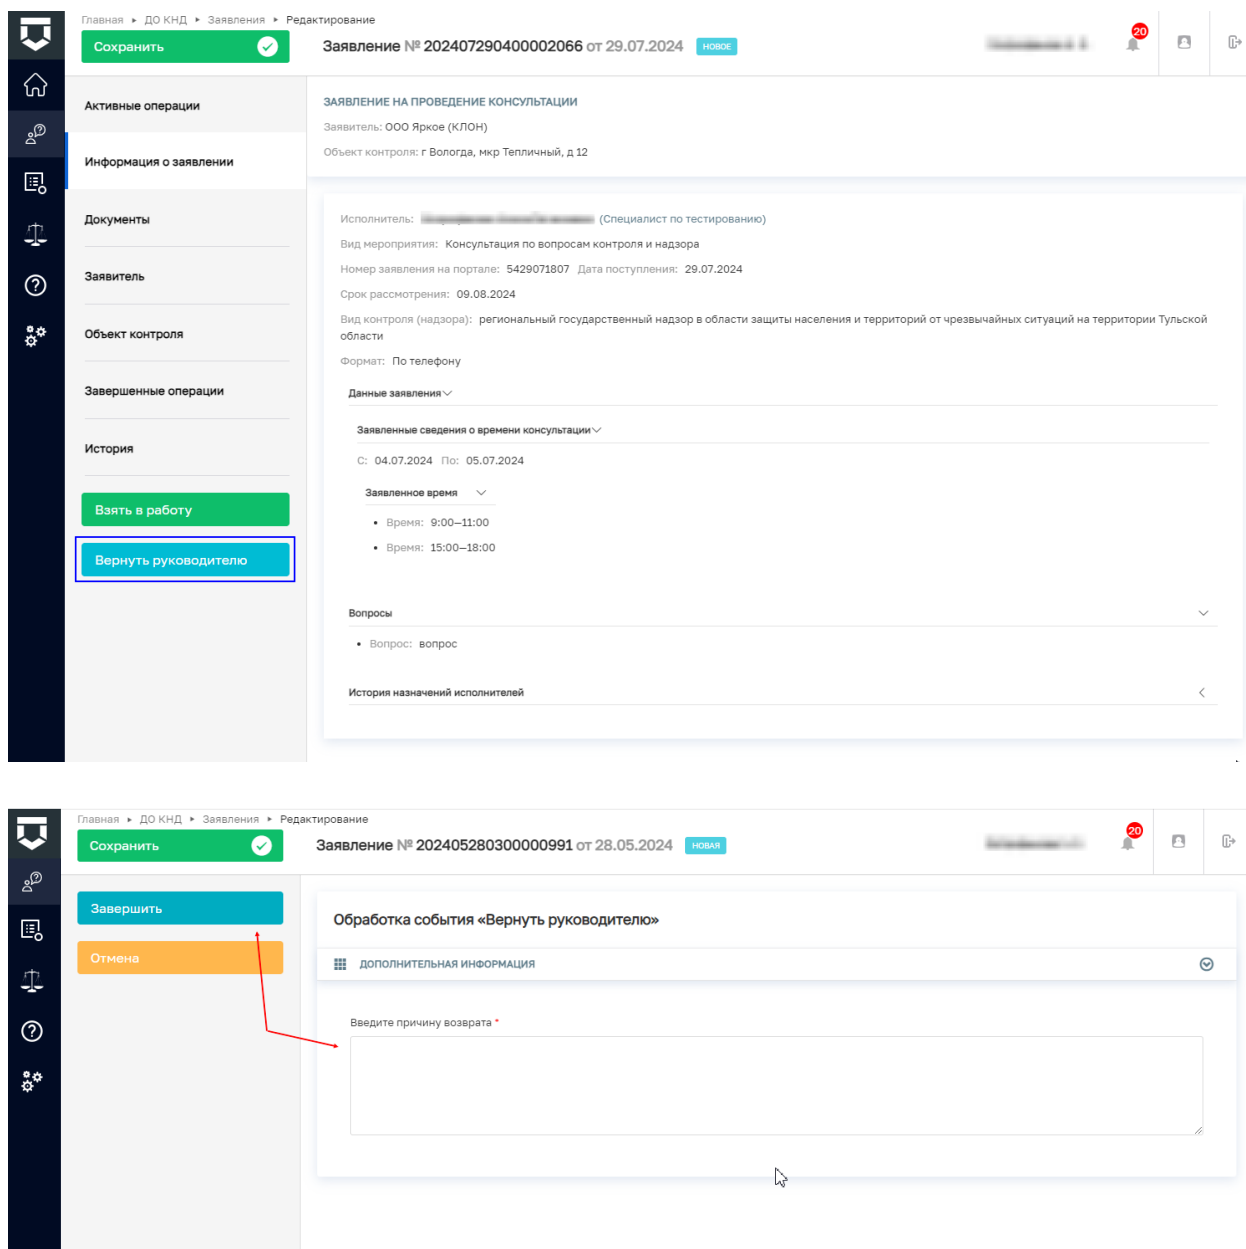 Главная ▸ ДО КНД ▸ Заявления ▸ Редактирование
Сохранить
Заявление № 202407290400002066 от 29.07.2024 НОВОЕ
20
Активные операции
Информация о заявлении
Документы
Заявитель
Объект контроля
Завершенные операции
История
Взять в работу
Вернуть руководителю
ЗАЯВЛЕНИЕ НА ПРОВЕДЕНИЕ КОНСУЛЬТАЦИИ
Заявитель: ООО Яркое (КЛОН)
Объект контроля: г Вологда, мкр Тепличный, д 12
Исполнитель: (Специалист по тестированию)
Вид мероприятия: Консультация по вопросам контроля и надзора
Номер заявления на портале: 5429071807 Дата поступления: 29.07.2024
Срок рассмотрения: 09.08.2024
Вид контроля (надзора): региональный государственный надзор в области защиты населения и территорий от чрезвычайных ситуаций на территории Тульской
области
Формат: По телефону
Данные заявления
Заявленные сведения о времени консультации
С: 04.07.2024 По: 05.07.2024
Заявленное время
• Время: 9:00—11:00
• Время: 15:00—18:00
Вопросы
• Вопрос: вопрос
История назначений исполнителей
Главная ▸ ДО КНД ▸ Заявления ▸ Редактирование
Сохранить
Заявление № 202405280300000991 от 28.05.2024 НОВАЯ
20
Завершить
Отмена
Обработка события «Вернуть руководителю»
ДОПОЛНИТЕЛЬНАЯ ИНФОРМАЦИЯ
Введите причину возврата *